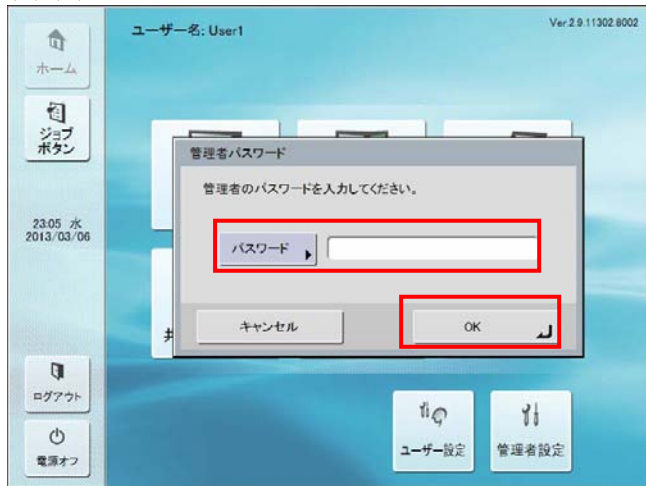 ユーザー名: User1
Ver.2.9.11302.8002
ホーム
ジョブ
ボタン
管理者パスワード
管理者のパスワードを入力してください。
23:05 水
2013/03/06
パスワード
キャンセル
OK
共
ログアウト
電源オフ
ユーザー設定
管理者設定